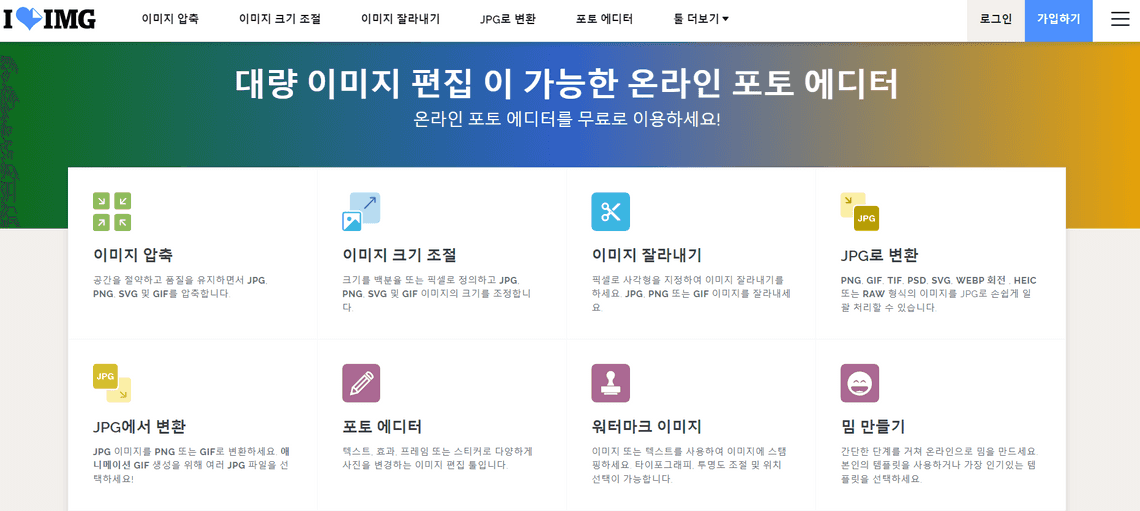 I IMG
이미지 압축
이미지 크기 조절
이미지 잘라내기
JPG로 변환
포토 에디터
툴 더보기
로그인
가입하기
대량 이미지 편집 이 가능한 온라인 포토 에디터
온라인 포토 에디터를 무료로 이용하세요!
이미지 압축
공간을 절약하고 품질을 유지하면서 JPG,
PNG, SVG 및 GIF를 압축합니다.
이미지 크기 조절
크기를 백분율 또는 픽셀로 정의하고 JPG,
PNG, SVG 및 GIF 이미지의 크기를 조정합니
다.
이미지 잘라내기
픽셀로 사각형을 지정하여 이미지 잘라내기를
하세요. JPG, PNG 또는 GIF 이미지를 잘라내세
요.
JPG
JPG로 변환
PNG, GIF, TIF, PSD, SVG, WEBP 회전 , HEIC
또는 RAW 형식의 이미지를 JPG로 손쉽게 일
괄 처리할 수 있습니다.
JPG
JPG에서 변환
JPG 이미지를 PNG 또는 GIF로 변환하세요. 애
니메이션 GIF 생성을 위해 여러 JPG 파일을 선
택하세요!
포토 에디터
텍스트, 효과, 프레임 또는 스티커로 다양하게
사진을 변경하는 이미지 편집 툴입니다.
워터마크 이미지
이미지 또는 텍스트를 사용하여 이미지에 스탬
핑하세요. 타이포그래피, 투명도 조절 및 위치
선택이 가능합니다.
밈 만들기
간단한 단계를 거쳐 온라인으로 밈을 만드세요.
본인의 템플릿을 사용하거나 가장 인기있는 템
플릿을 선택하세요.